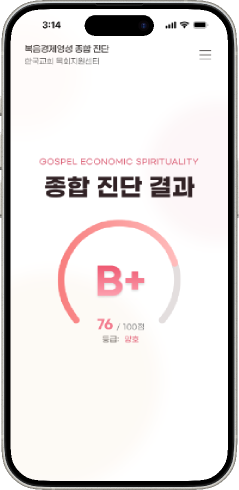 3:14
복음경제영성 종합 진단
한국교회 목회지원센터
GOSPEL ECONOMIC SPIRITUALITY
종합 진단 결과
B+
76 / 100점
등급: 양호